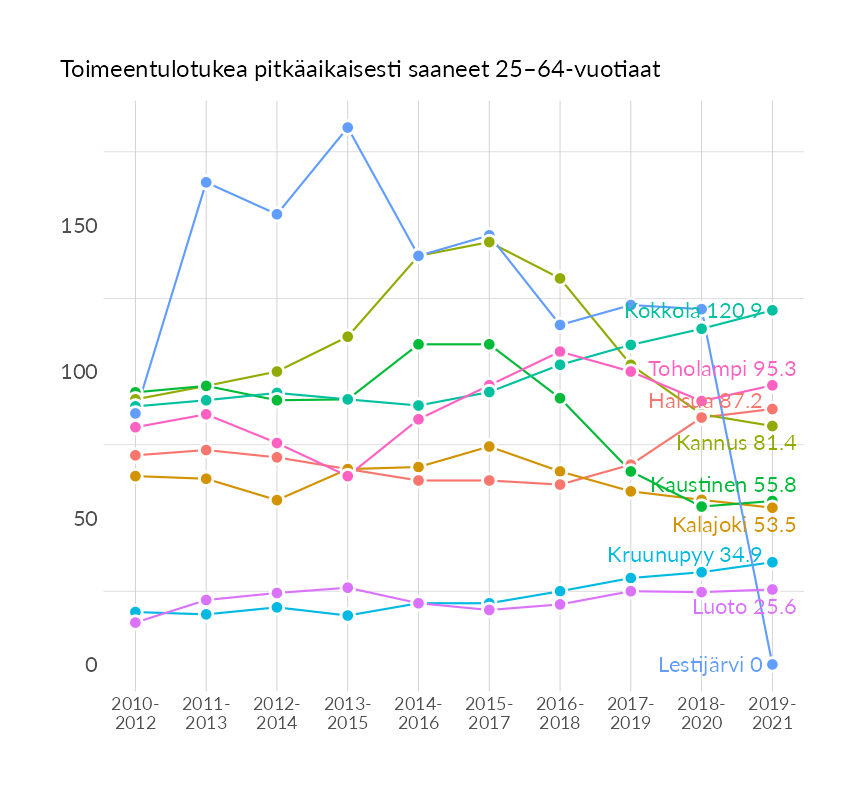 Toimeentulotukea pitkäaikaisesti saaneet 25–64-vuotiaat
150
100
50
0
Kokkola 120.9
Toholampi 95.3
Halsua 87.2
Kannus 81.4
Kaustinen 55.8
Kalajoki 53.5
Kruunupyy 34.9
Luoto 25.6
Lestijärvi 0
2010-
2012
2011-
2013
2012-
2014
2013-
2015
2014-
2016
2015-
2017
2016-
2018
2017-
2019
2018-
2020
2019-
2021